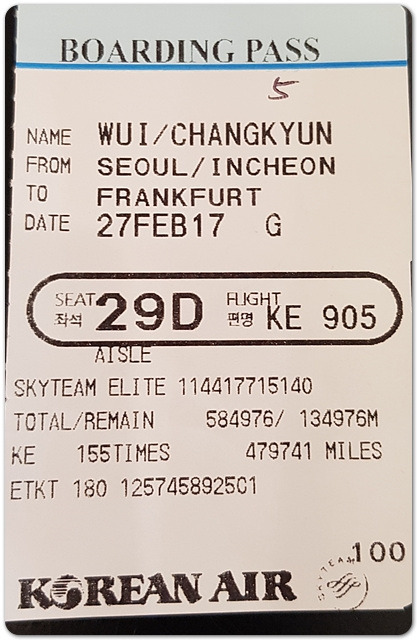 BOARDING PASS
5
NAME WUI/CHANGKYUN
FROM SEOUL/INCHEON
TO FRANKFURT
DATE 27FEB17 G
SEAT 좌석 29D FLIGHT 편명 KE 905
AISLE
SKYTEAM ELITE 114417715140
TOTAL/REMAIN 584976/ 134976M
KE 155TIMES 479741 MILES
ETKT 180 1257458925C1
100
KOREAN AIR SKYTEAM